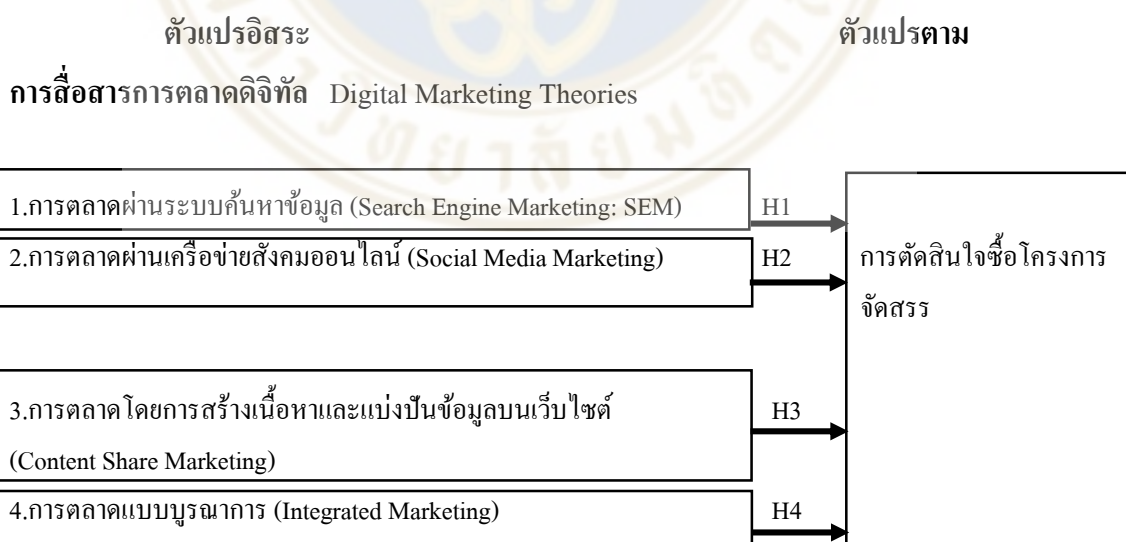 ตัวแปรอิสระ ตัวแปรตาม
การสื่อสารการตลาดดิจิทัล Digital Marketing Theories
1.การตลาดผ่านระบบค้นหาข้อมูล (Search Engine Marketing: SEM) H1
2.การตลาดผ่านเครือข่ายสังคมออนไลน์ (Social Media Marketing) H2
การตัดสินใจซื้อโครงการ
จัดสรร
3.การตลาดโดยการสร้างเนื้อหาและแบ่งปันข้อมูลบนเว็บไซต์ H3
(Content Share Marketing)
4.การตลาดแบบบูรณาการ (Integrated Marketing) H4